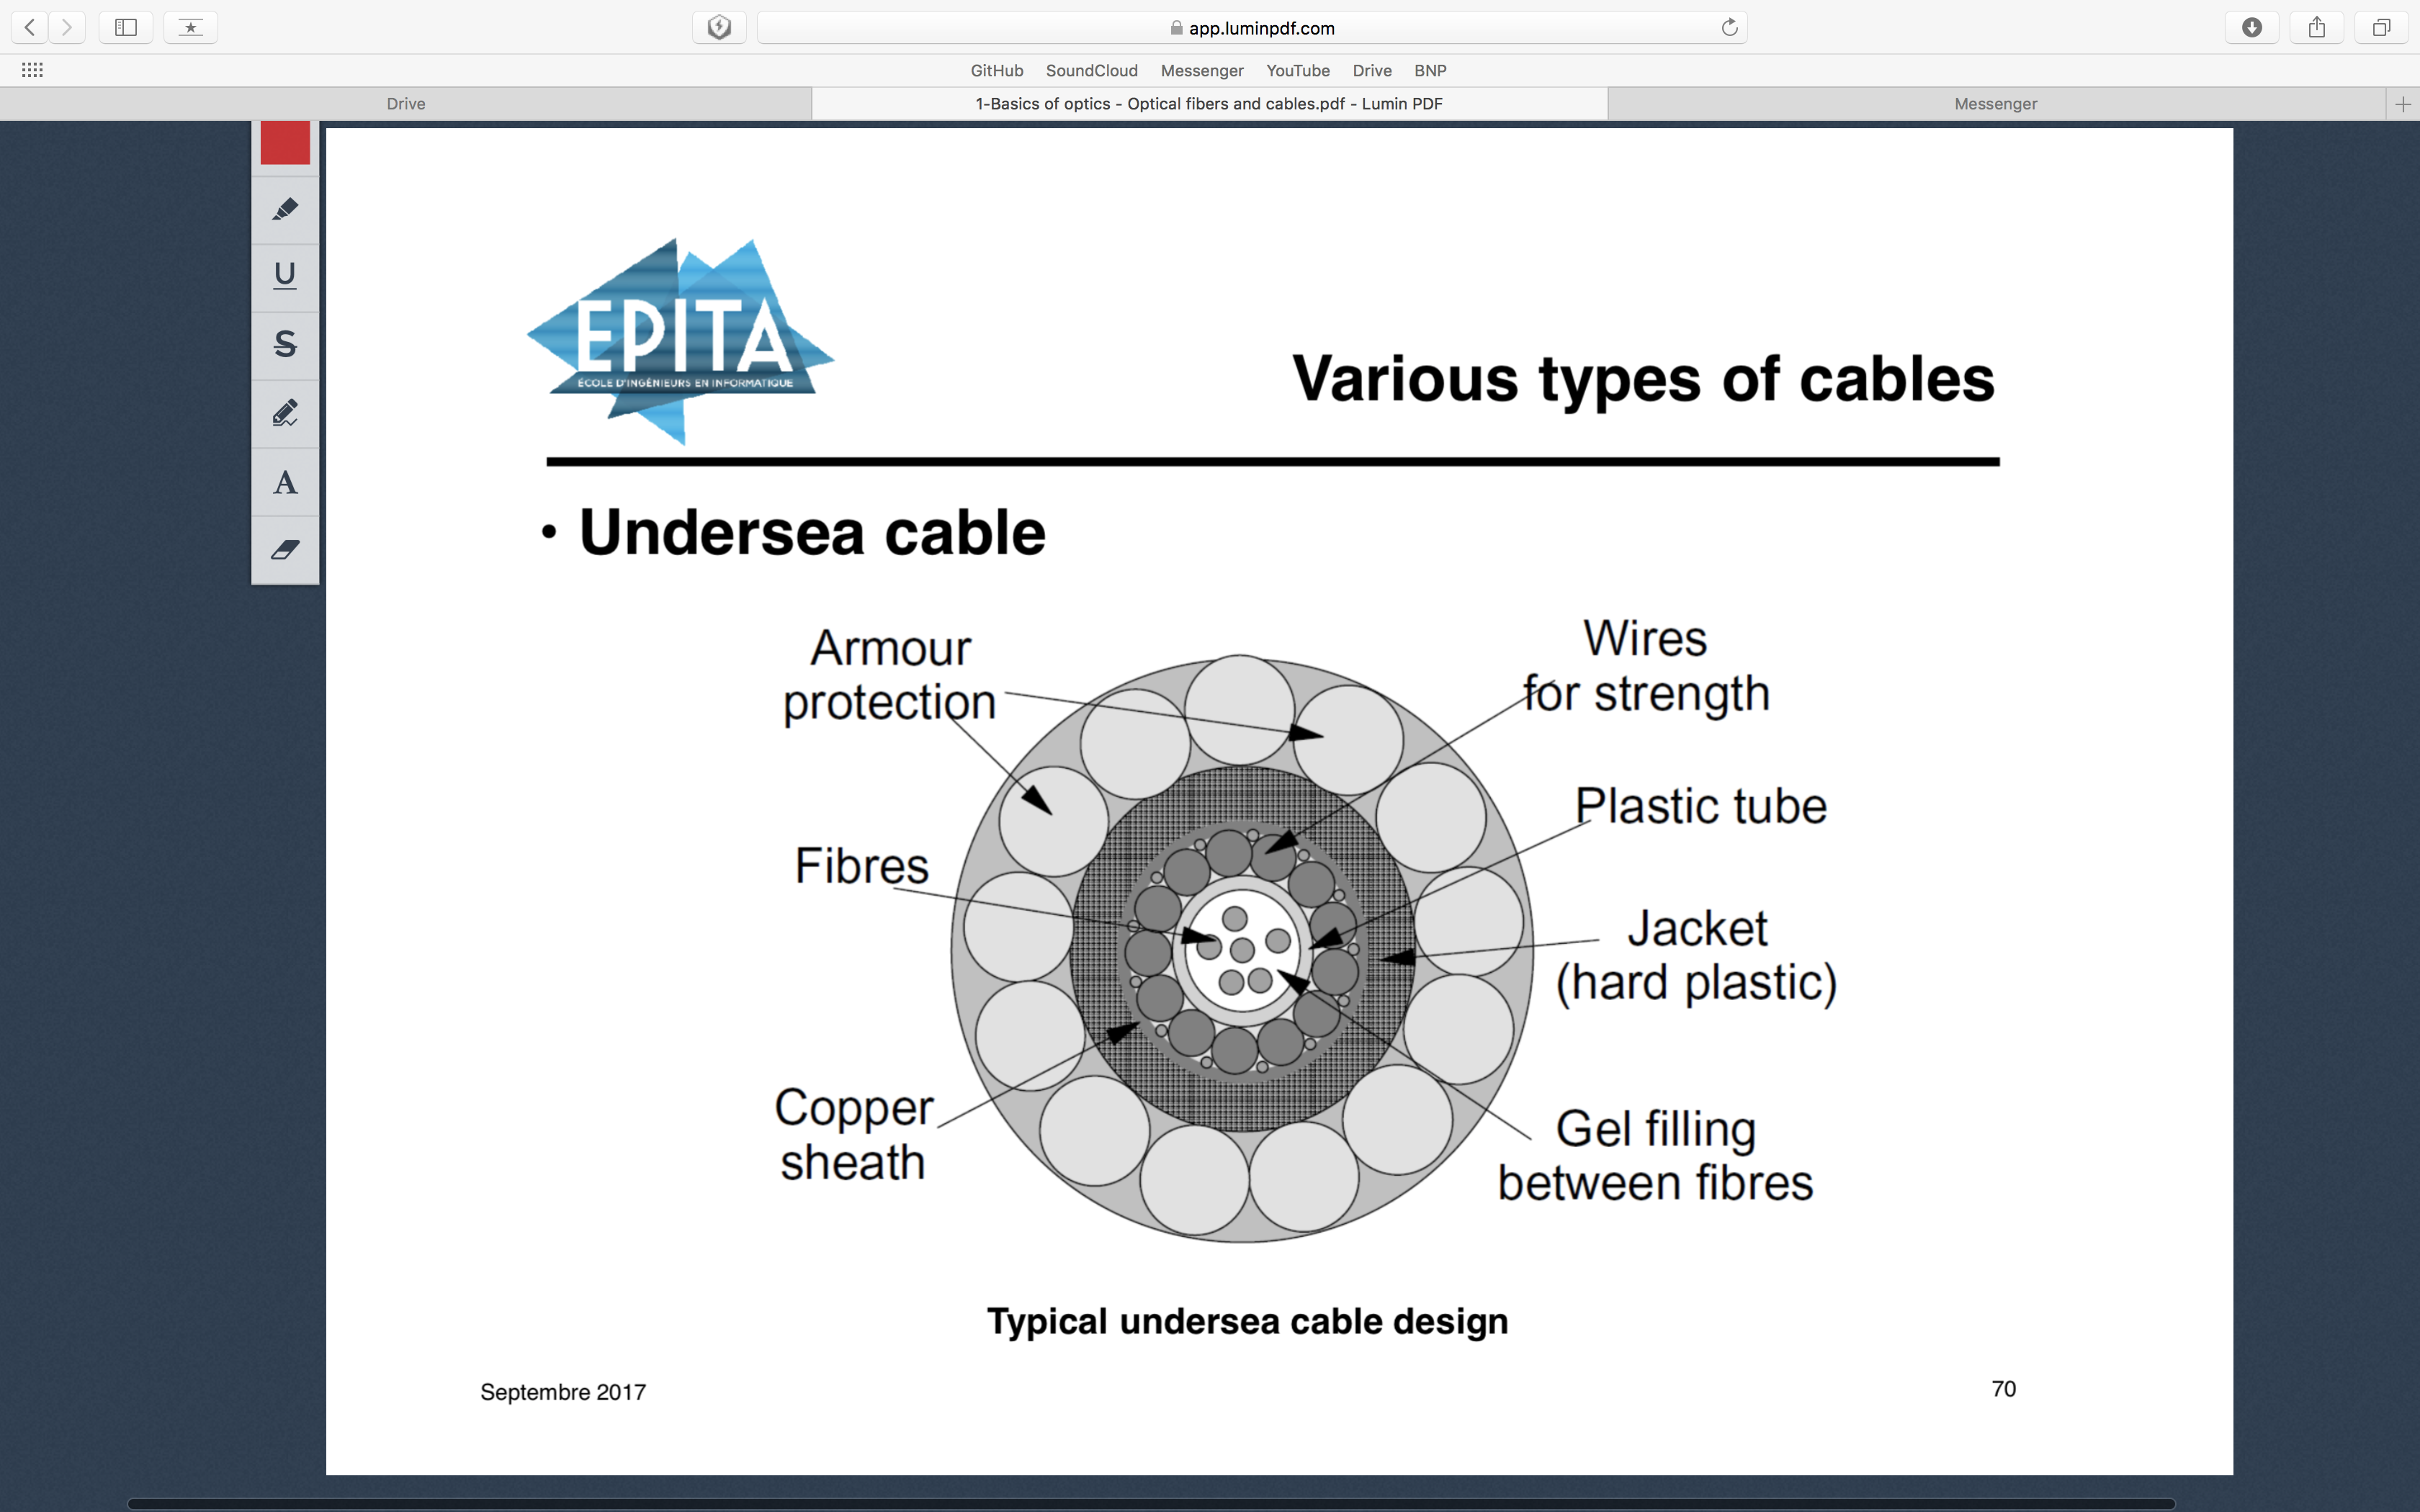 app.luminpdf.com
GitHub SoundCloud Messenger YouTube Drive BNP
Drive
1-Basics of optics - Optical fibers and cables.pdf - Lumin PDF
Messenger
U
S
A
EPITA
ÉCOLE D'INGÉNIEURS EN INFORMATIQUE
Various types of cables
• Undersea cable
Armour
protection
Wires
for strength
Plastic tube
Fibres
Jacket
(hard plastic)
Copper
sheath
Gel filling
between fibres
Typical undersea cable design
Septembre 2017
70